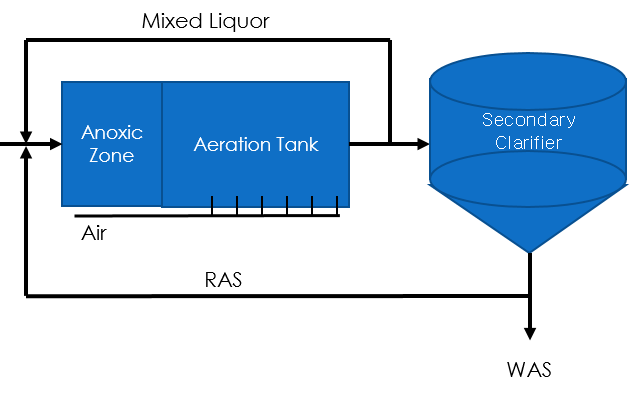 Mixed Liquor
Anoxic
Zone
Aeration Tank
Secondary
Clarifier
Air
RAS
WAS